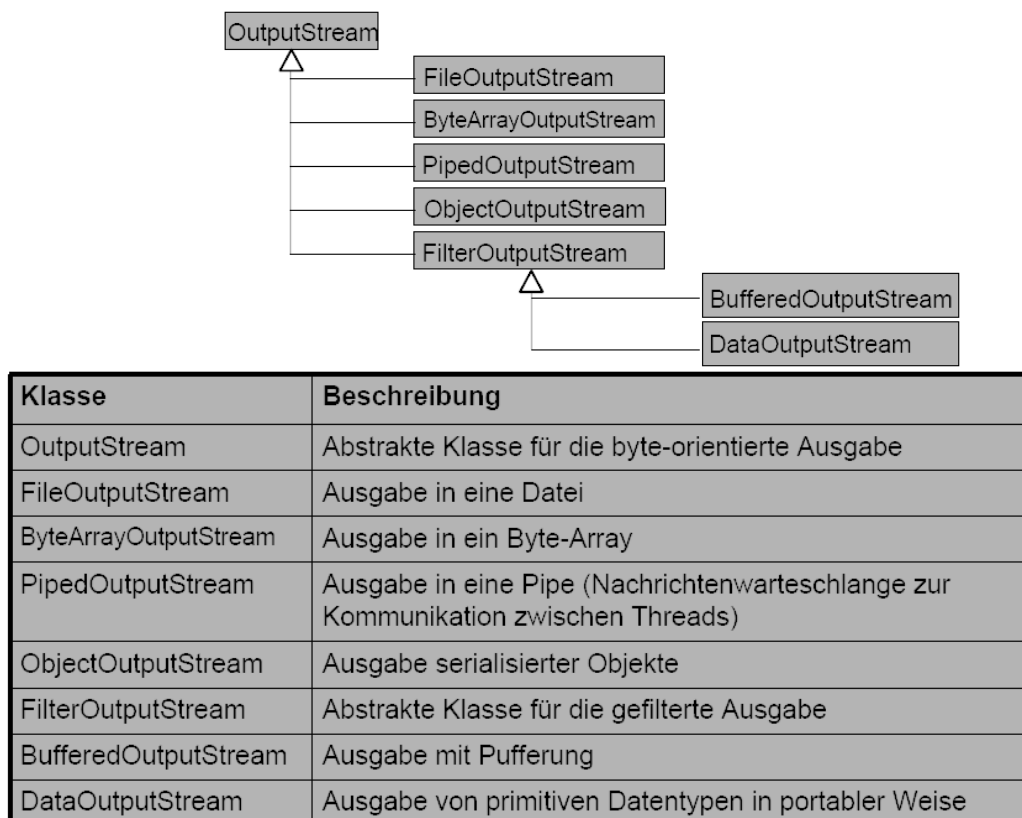 OutputStream
FileOutputStream
ByteArrayOutputStream
PipedOutputStream
ObjectOutputStream
FilterOutputStream
BufferedOutputStream
DataOutputStream
Klasse Beschreibung
OutputStream Abstrakte Klasse für die byte-orientierte Ausgabe
FileOutputStream Ausgabe in eine Datei
ByteArrayOutputStream Ausgabe in ein Byte-Array
PipedOutputStream Ausgabe in eine Pipe (Nachrichtenwarteschlange zur
Kommunikation zwischen Threads)
ObjectOutputStream Ausgabe serialisierter Objekte
FilterOutputStream Abstrakte Klasse für die gefilterte Ausgabe
BufferedOutputStream Ausgabe mit Pufferung
DataOutputStream Ausgabe von primitiven Datentypen in portabler Weise